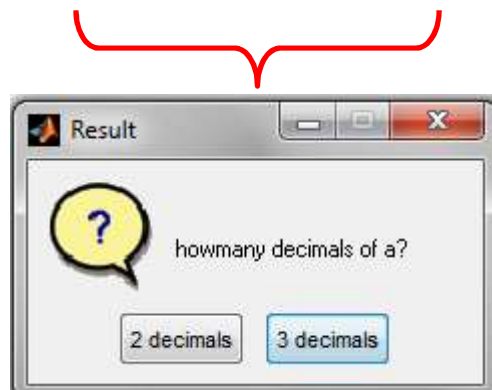 Result
?
howmany decimals of a?
2 decimals 3 decimals